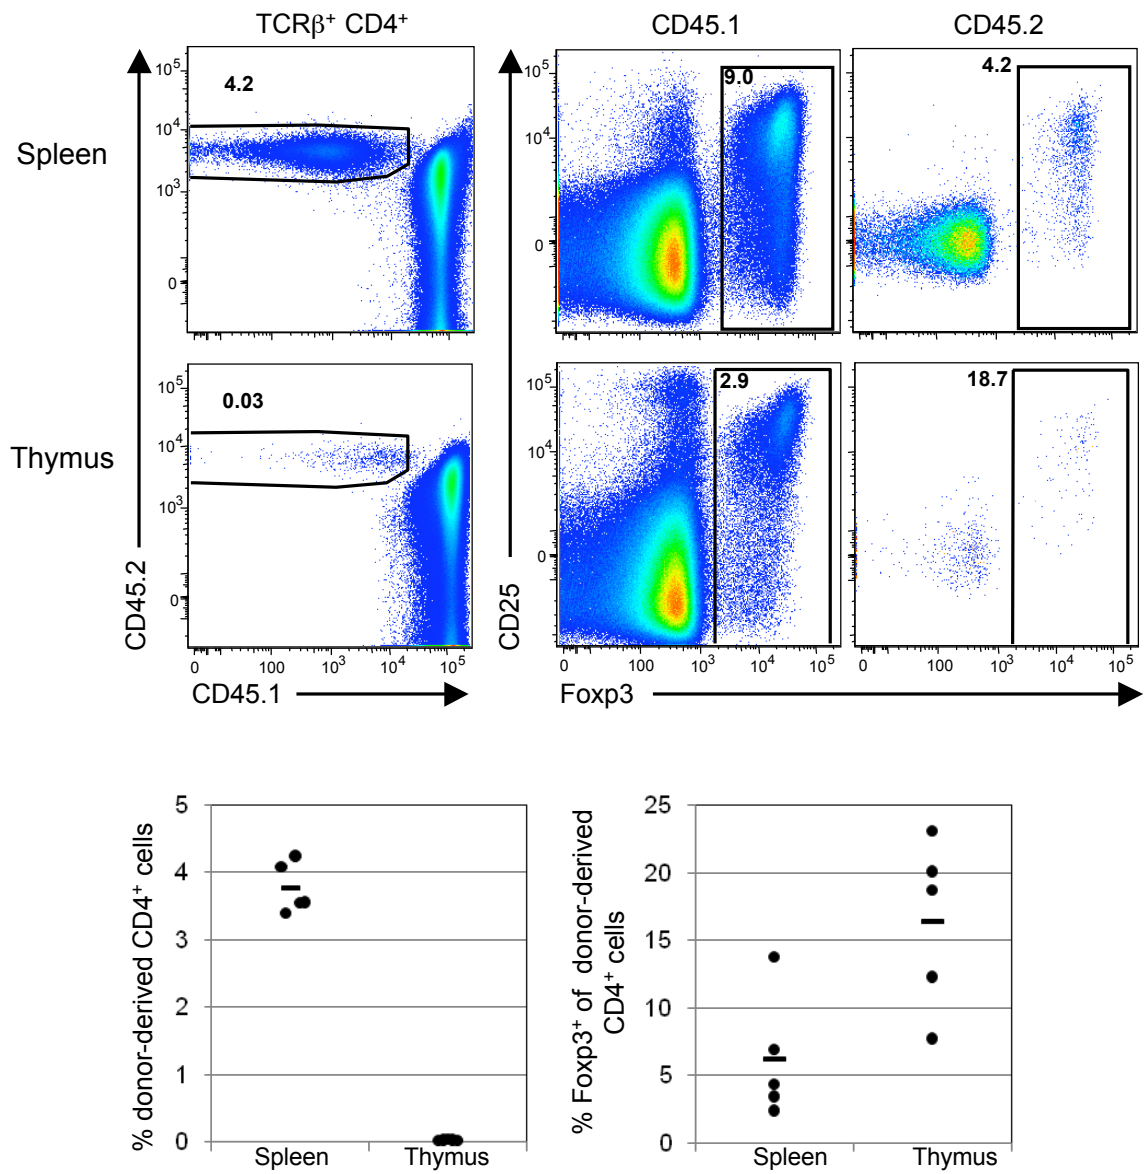 TCRβ⁺ CD4⁺ CD45.1 CD45.2
Spleen
CD45.2
10⁵
10⁴
10³
0
4.2
CD25
10⁵
10⁴
0
9.0
4.2
Thymus
10⁵
10⁴
10³
0
0.03
10⁵
10⁴
0
2.9
18.7
0 100 10³ 10⁴ 10⁵
0 100 10³ 10⁴ 10⁵
0 100 10³ 10⁴ 10⁵
CD45.1
Foxp3
% donor-derived CD4⁺ cells
5
4
3
2
1
0
Spleen Thymus
% Foxp3⁺ of donor-derived
CD4⁺ cells
25
20
15
10
5
0
Spleen Thymus